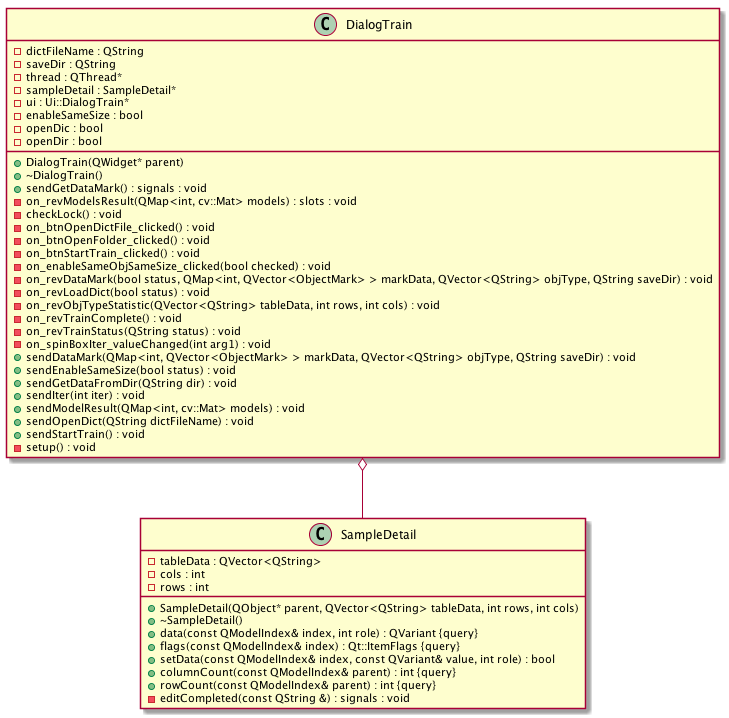 C DialogTrain
dictFileName : QString
saveDir : QString
thread : QThread*
sampleDetail : SampleDetail*
ui : Ui::DialogTrain*
enableSameSize : bool
openDic : bool
openDir : bool
DialogTrain(QWidget* parent)
~DialogTrain()
sendGetDataMark() : signals : void
on_revModelsResult(QMap<int, cv::Mat> models) : slots : void
checkLock() : void
on_btnOpenDictFile_clicked() : void
on_btnOpenFolder_clicked() : void
on_btnStartTrain_clicked() : void
on_enableSameObjSameSize_clicked(bool checked) : void
on_revDataMark(bool status, QMap<int, QVector<ObjectMark> > markData, QVector<QString> objType, QString saveDir) : void
on_revLoadDict(bool status) : void
on_revObjTypeStatistic(QVector<QString> tableData, int rows, int cols) : void
on_revTrainComplete() : void
on_revTrainStatus(QString status) : void
on_spinBoxIter_valueChanged(int arg1) : void
sendDataMark(QMap<int, QVector<ObjectMark> > markData, QVector<QString> objType, QString saveDir) : void
sendEnableSameSize(bool status) : void
sendGetDataFromDir(QString dir) : void
sendIter(int iter) : void
sendModelResult(QMap<int, cv::Mat> models) : void
sendOpenDict(QString dictFileName) : void
sendStartTrain() : void
setup() : void
C SampleDetail
tableData : QVector<QString>
cols : int
rows : int
SampleDetail(QObject* parent, QVector<QString> tableData, int rows, int cols)
~SampleDetail()
data(const QModelIndex& index, int role) : QVariant {query}
flags(const QModelIndex& index) : Qt::ItemFlags {query}
setData(const QModelIndex& index, const QVariant& value, int role) : bool
columnCount(const QModelIndex& parent) : int {query}
rowCount(const QModelIndex& parent) : int {query}
editCompleted(const QString &) : signals : void